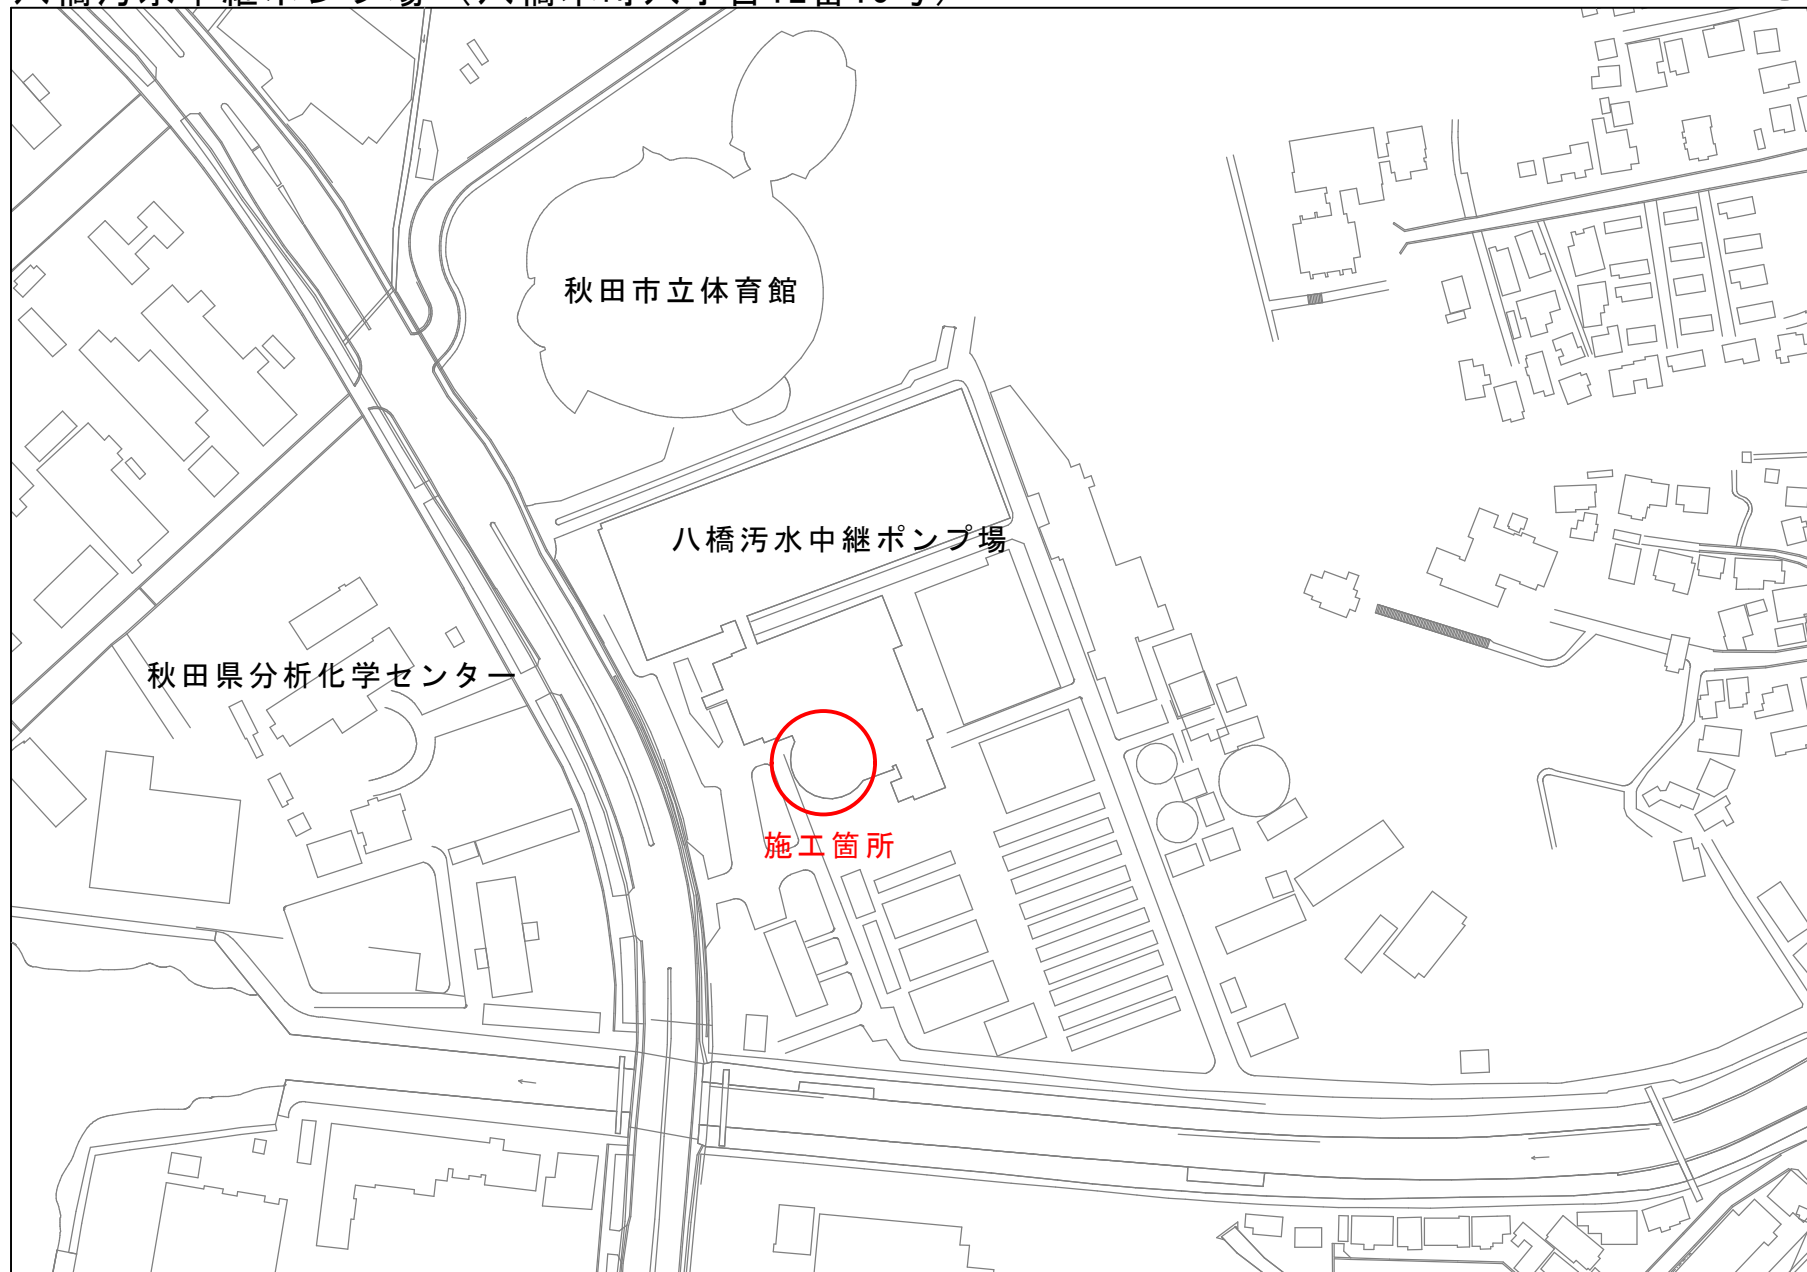 秋田市立体育館
八橋汚水中継ポンプ場
秋田県分析化学センター
施工箇所